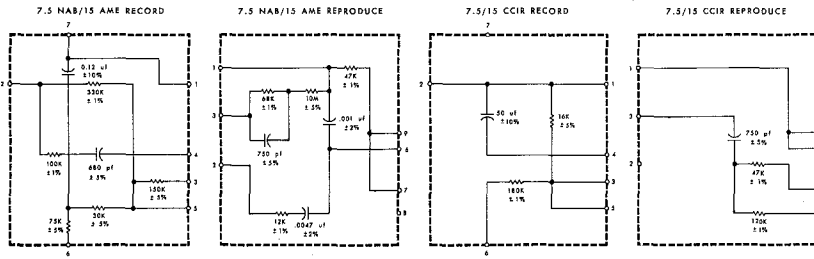 7.5 NAB/15 AME RECORD
7
0.12 uf
±10%
2
330K
±1%
1
100K
±1%
680 pf
±5%
4
150K
±5%
3
75K
±5%
30K
±5%
5
6
7.5 NAB/15 AME REPRODUCE
1
47K
±1%
68K
±1%
10M
±5%
3
.001 uf
±2%
750 pf
±5%
9
6
2
7
12K
±1%
.0047 uf
±2%
8
7.5/15 CCIR RECORD
7
2
1
50 uf
±10%
16K
±5%
4
180K
±1%
3
5
6
7.5/15 CCIR REPRODUCE
1
3
750 pf
±5%
2
47K
±1%
120K
±1%